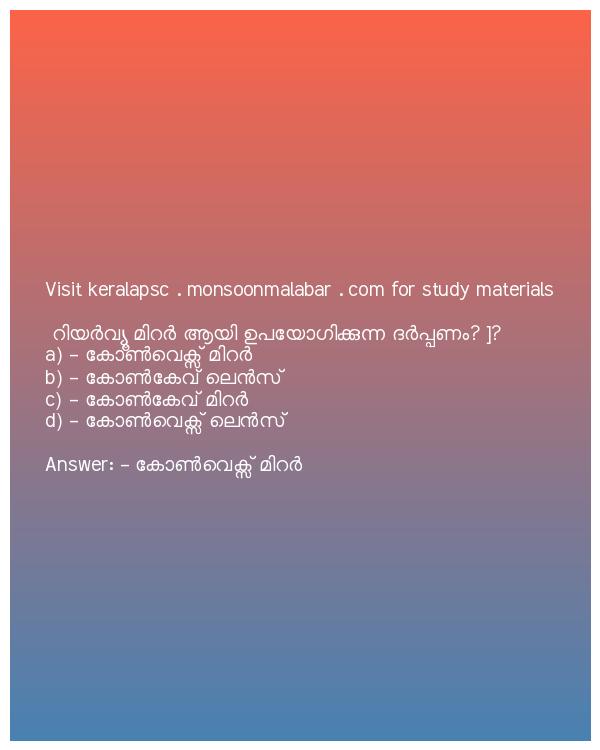 Visit keralapsc . monsoonmalabar . com for study materials
റിയർവ്യൂ മിറർ ആയി ഉപയോഗിക്കുന്ന ദർപ്പണം? ]?
a) - കോൺവെക്സ് മിറർ
b) - കോൺകേവ് ലെൻസ്
c) - കോൺകേവ് മിറർ
d) - കോൺവെക്സ് ലെൻസ്
Answer: - കോൺവെക്സ് മിറർ